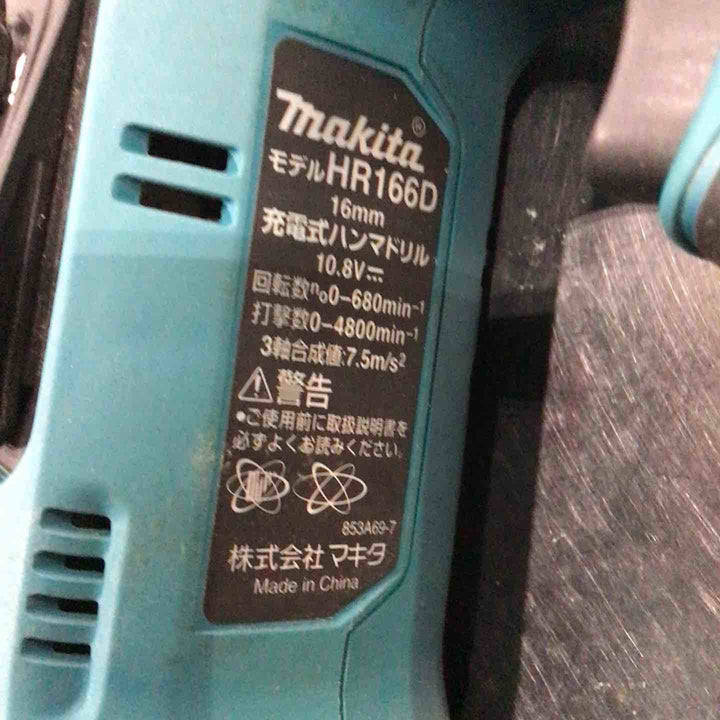 makita®
モデルHR166D
16mm
充電式ハンマドリル
10.8V⎓
回転数n₀0-680min⁻¹
打撃数0-4800min⁻¹
3軸合成値:7.5m/s²
警告
•ご使用前に取扱説明書を
必ずよくお読みください。
853A69-7
株式会社マキタ
Made in China